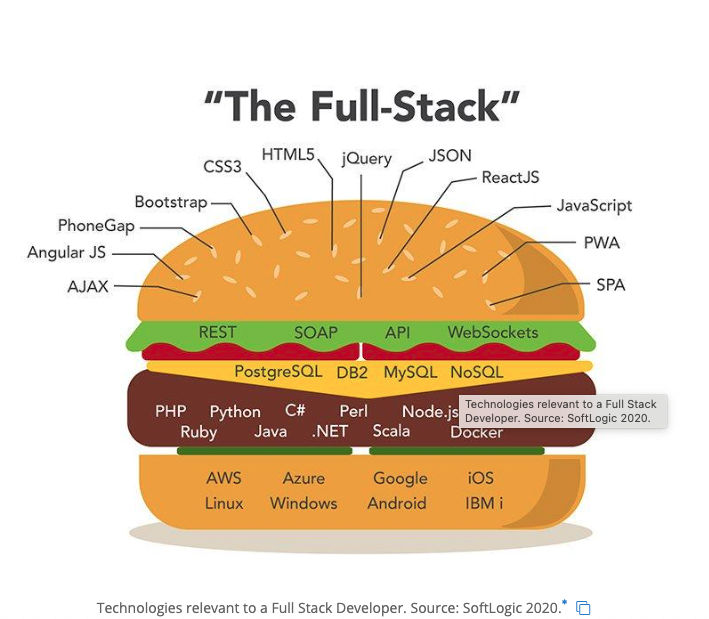 “The Full-Stack”
HTML5 jQuery JSON
CSS3 ReactJS
Bootstrap JavaScript
PhoneGap PWA
Angular JS
AJAX SPA
REST SOAP API WebSockets
PostgreSQL DB2 MySQL NoSQL
PHP Python C# Perl Node.js
Ruby Java .NET Scala Docker
Technologies relevant to a Full Stack
Developer. Source: SoftLogic 2020.
AWS Azure Google iOS
Linux Windows Android IBM i
Technologies relevant to a Full Stack Developer. Source: SoftLogic 2020.*